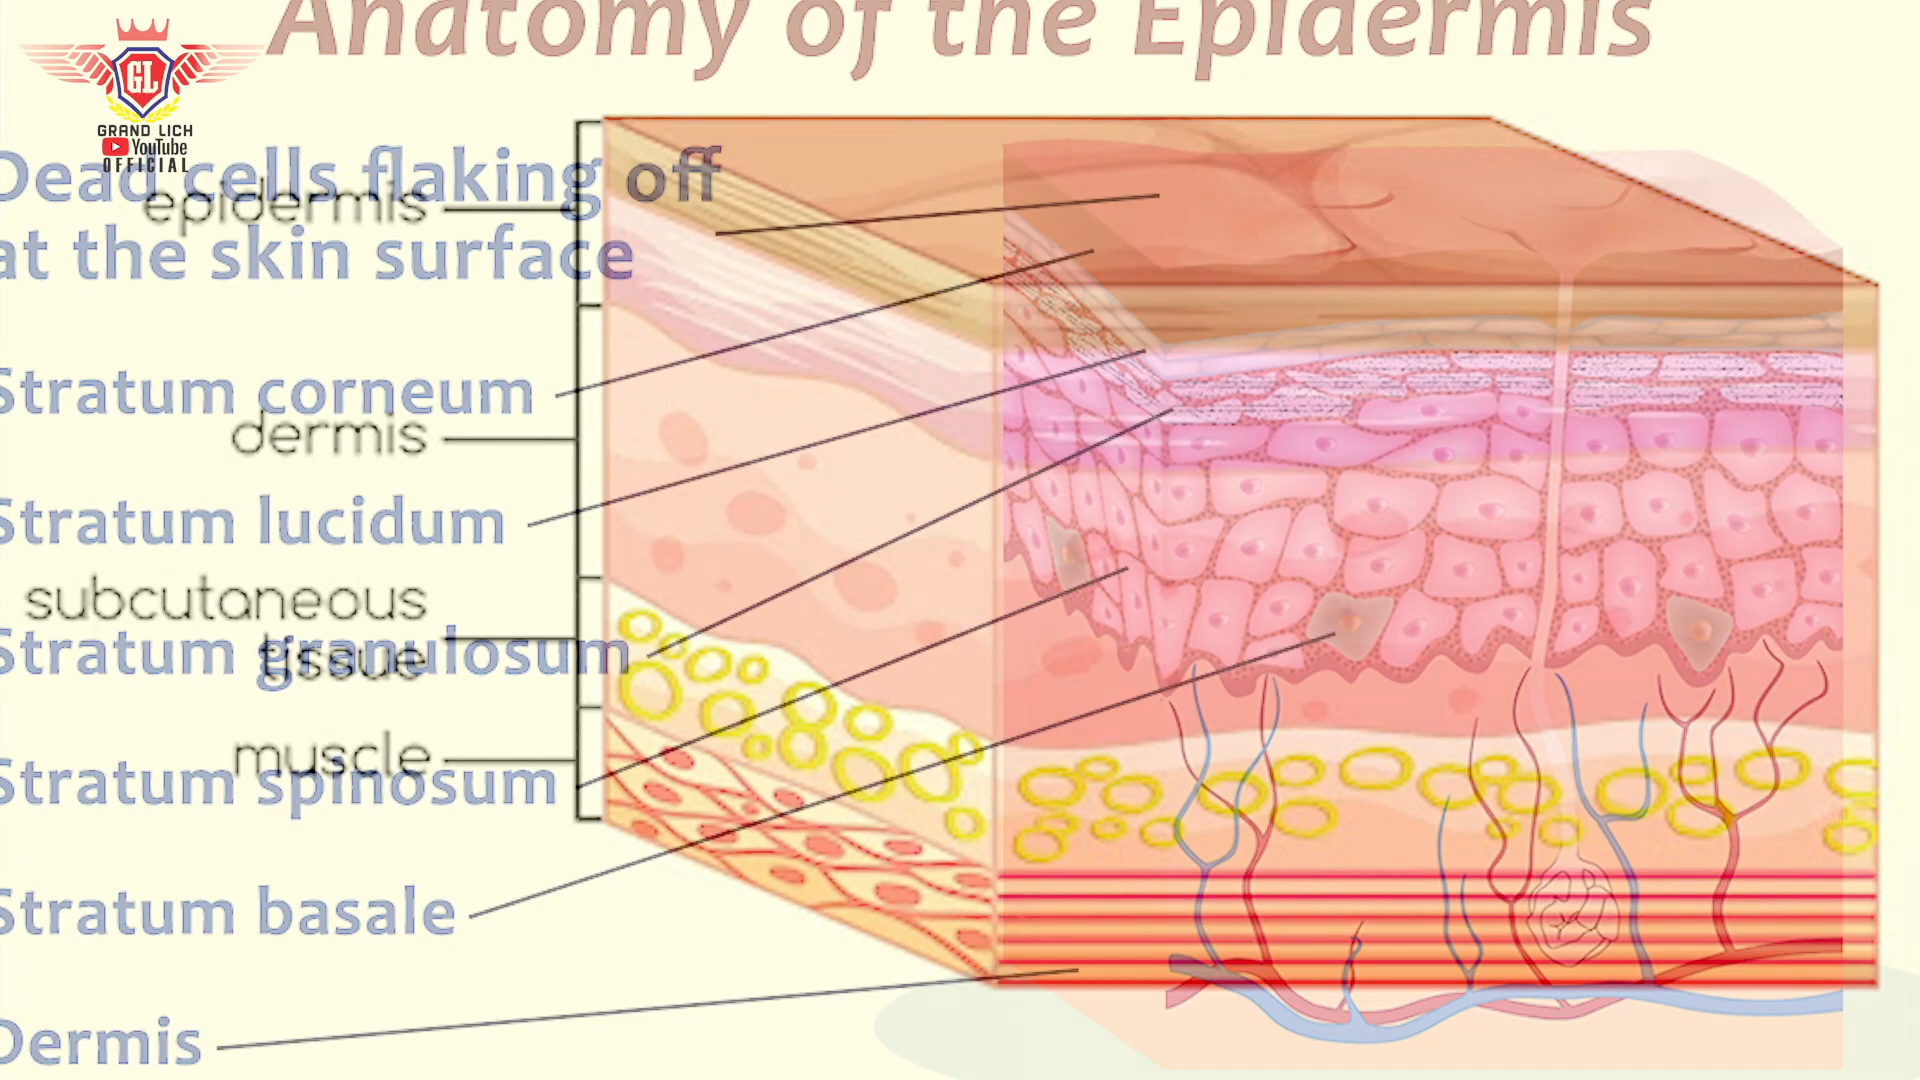 Anatomy of the Epidermis
GL
GRAND LICH
YouTube
OFFICIAL
Dead cells flaking off
at the skin surface
epidermis
Stratum corneum
dermis
Stratum lucidum
subcutaneous
tissue
Stratum granulosum
muscle
Stratum spinosum
Stratum basale
Dermis